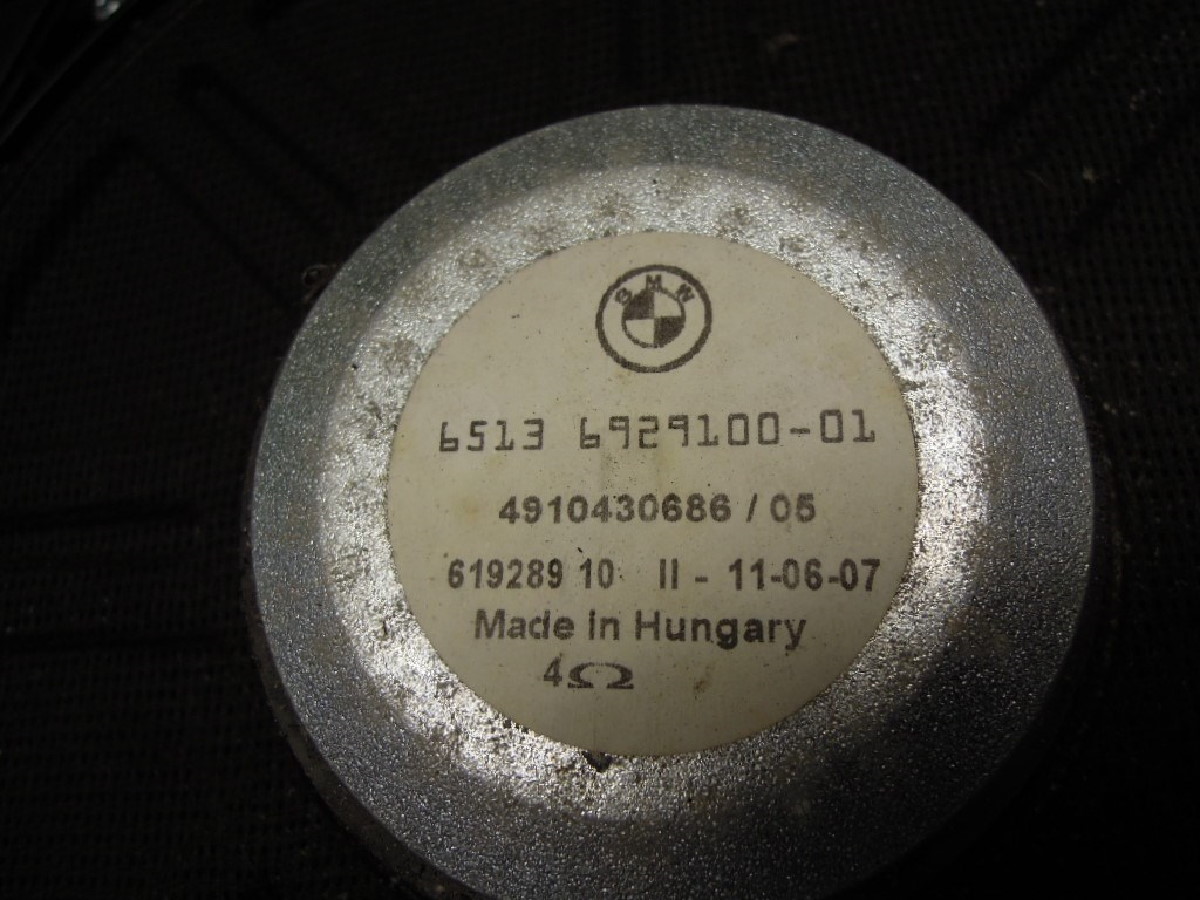 BMW
6513 6929100-01
4910430686 / 05
619289 10 II - 11-06-07
Made in Hungary
4Ω